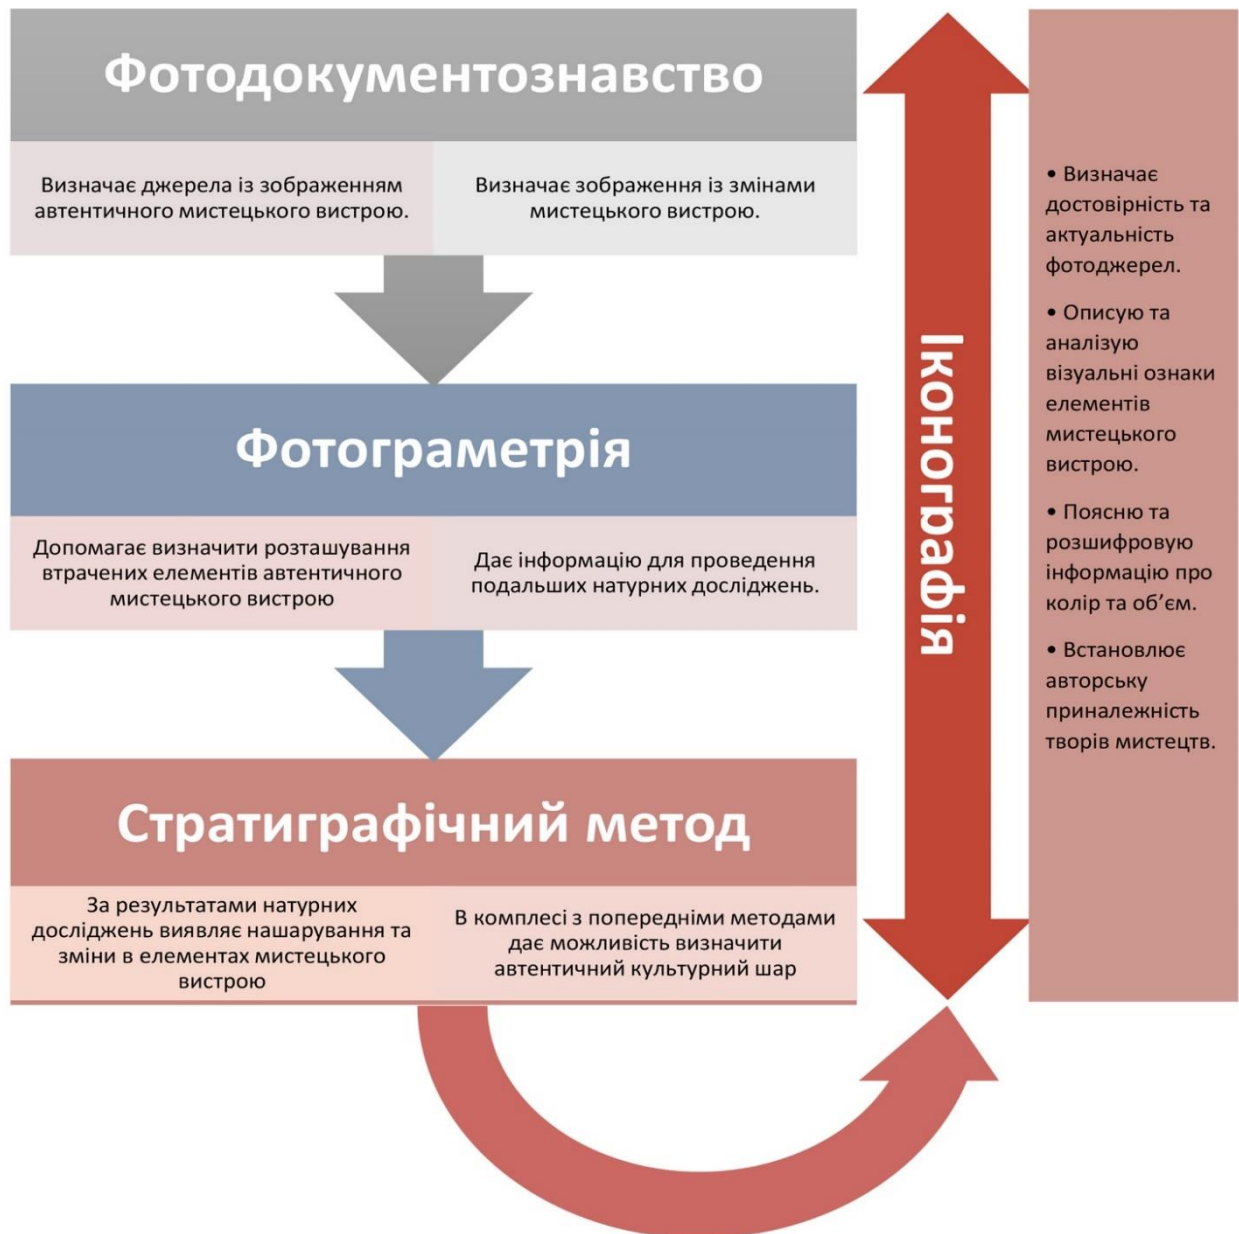 Фотодокументознавство
Визначає джерела із зображенням
автентичного мистецького вистрою.
Визначає зображення із змінами
мистецького вистрою.
Фотограметрія
Допомагає визначити розташування
втрачених елементів автентичного
мистецького вистрою
Дає інформацію для проведення
подальших натурних досліджень.
Стратиграфічний метод
За результатами натурних
досліджень виявляє нашарування та
зміни в елементах мистецького
вистрою
В комплесі з попередніми методами
дає можливість визначити
автентичний культурний шар
Іконографія
• Визначає
достовірність та
актуальність
фотоджерел.
• Описую та
аналізую
візуальні ознаки
елементів
мистецького
вистрою.
• Поясню та
розшифровую
інформацію про
колір та об’єм.
• Встановлює
авторську
приналежність
творів мистецтв.